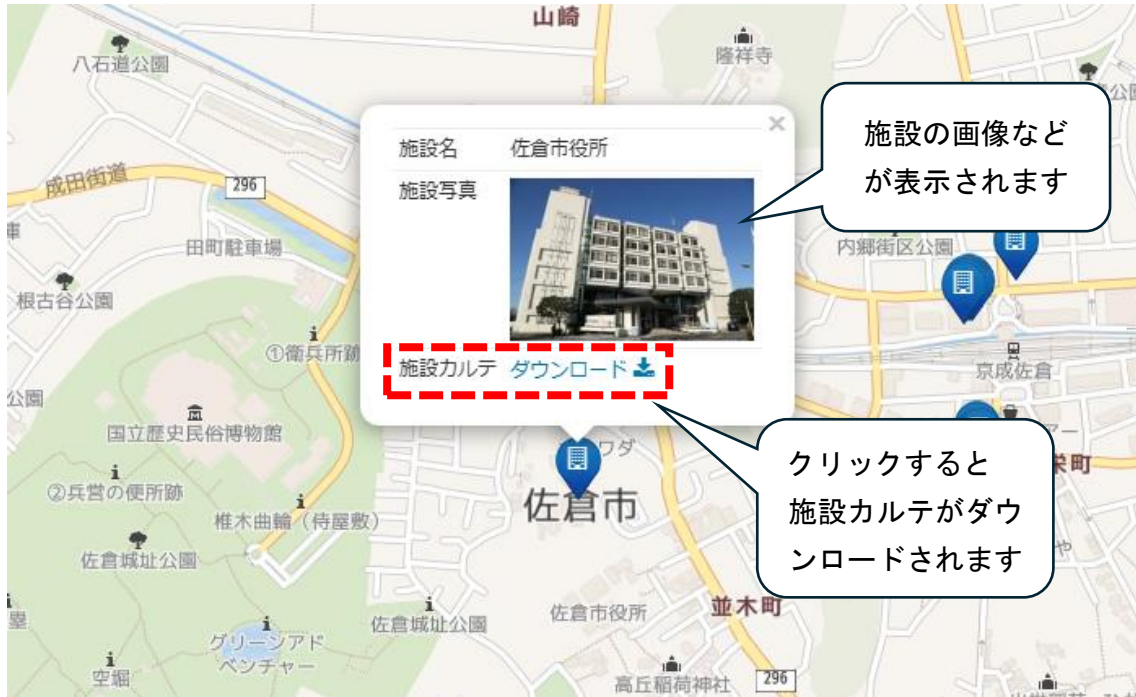 山崎
八石道公園
隆祥寺
公園
施設の画像など
が表示されます
×
施設名 佐倉市役所
施設写真
成田街道
296
田町駐車場
内郷街区公園
根古谷公園
①衛兵所跡
施設カルテ ダウンロード
京成佐倉
公園
国立歴史民俗博物館
ワダ
クリックすると
施設カルテがダウ
ンロードされます
栄町
②兵営の便所跡
佐倉市
椎木曲輪（侍屋敷）
佐倉城址公園
佐倉市役所
並木町
佐倉城址公園
グリーンアド
ベンチャー
空堀
高丘稲荷神社
296